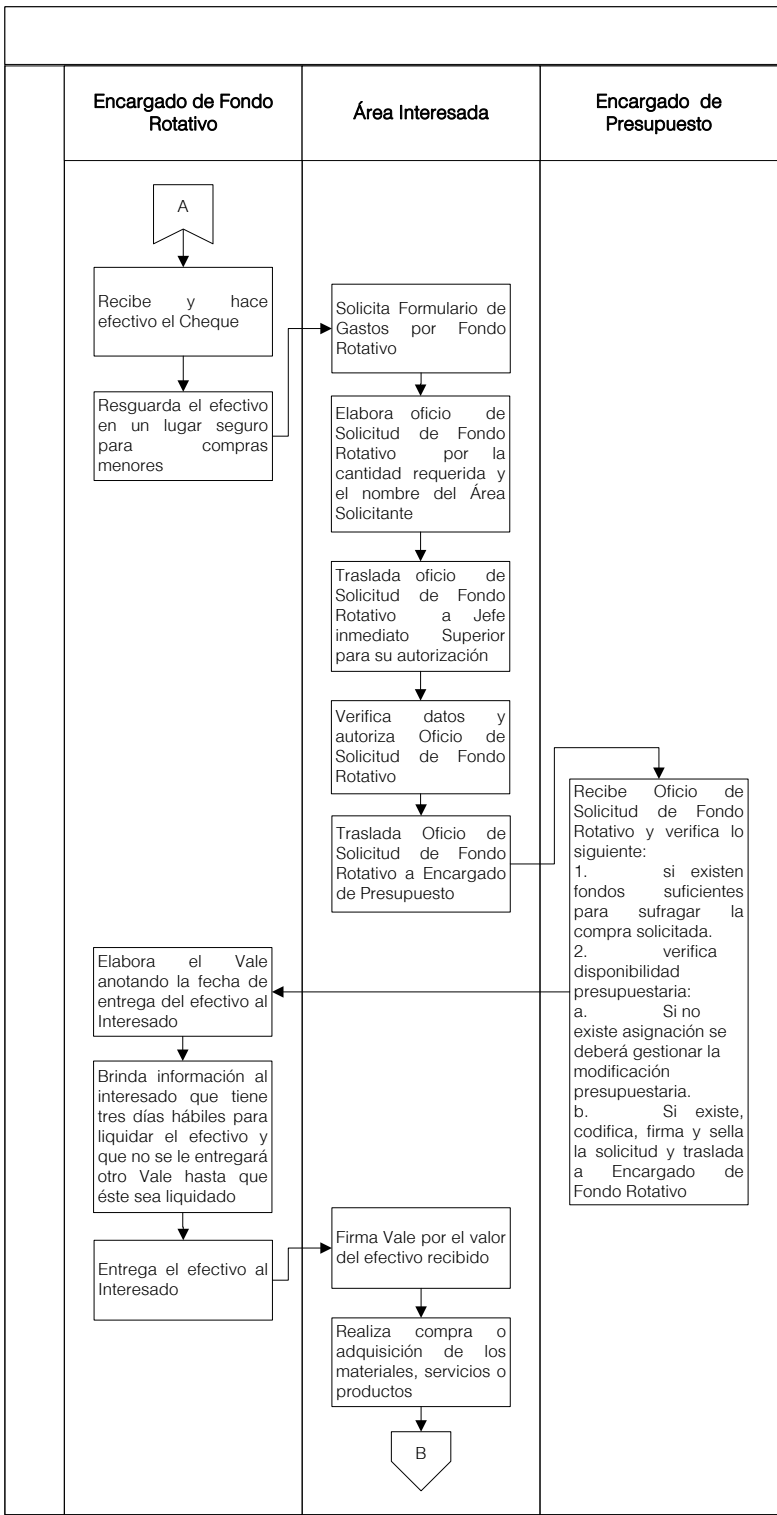 Encargado de Fondo
Rotativo
Área Interesada
Encargado de
Presupuesto
A
Recibe y hace
efectivo el Cheque
Resguarda el efectivo
en un lugar seguro
para compras
menores
Solicita Formulario de
Gastos por Fondo
Rotativo
Elabora oficio de
Solicitud de Fondo
Rotativo por la
cantidad requerida y
el nombre del Área
Solicitante
Traslada oficio de
Solicitud de Fondo
Rotativo a Jefe
inmediato Superior
para su autorización
Verifica datos y
autoriza Oficio de
Solicitud de Fondo
Rotativo
Traslada Oficio de
Solicitud de Fondo
Rotativo a Encargado
de Presupuesto
Recibe Oficio de
Solicitud de Fondo
Rotativo y verifica lo
siguiente:
1. si existen
fondos suficientes
para sufragar la
compra solicitada.
2. verifica
disponibilidad
presupuestaria:
a. Si no
existe asignación se
deberá gestionar la
modificación
presupuestaria.
b. Si existe,
codifica, firma y sella
la solicitud y traslada
a Encargado de
Fondo Rotativo
Elabora el Vale
anotando la fecha de
entrega del efectivo al
Interesado
Brinda información al
interesado que tiene
tres días hábiles para
liquidar el efectivo y
que no se le entregará
otro Vale hasta que
éste sea liquidado
Entrega el efectivo al
Interesado
Firma Vale por el valor
del efectivo recibido
Realiza compra o
adquisición de los
materiales, servicios o
productos
B